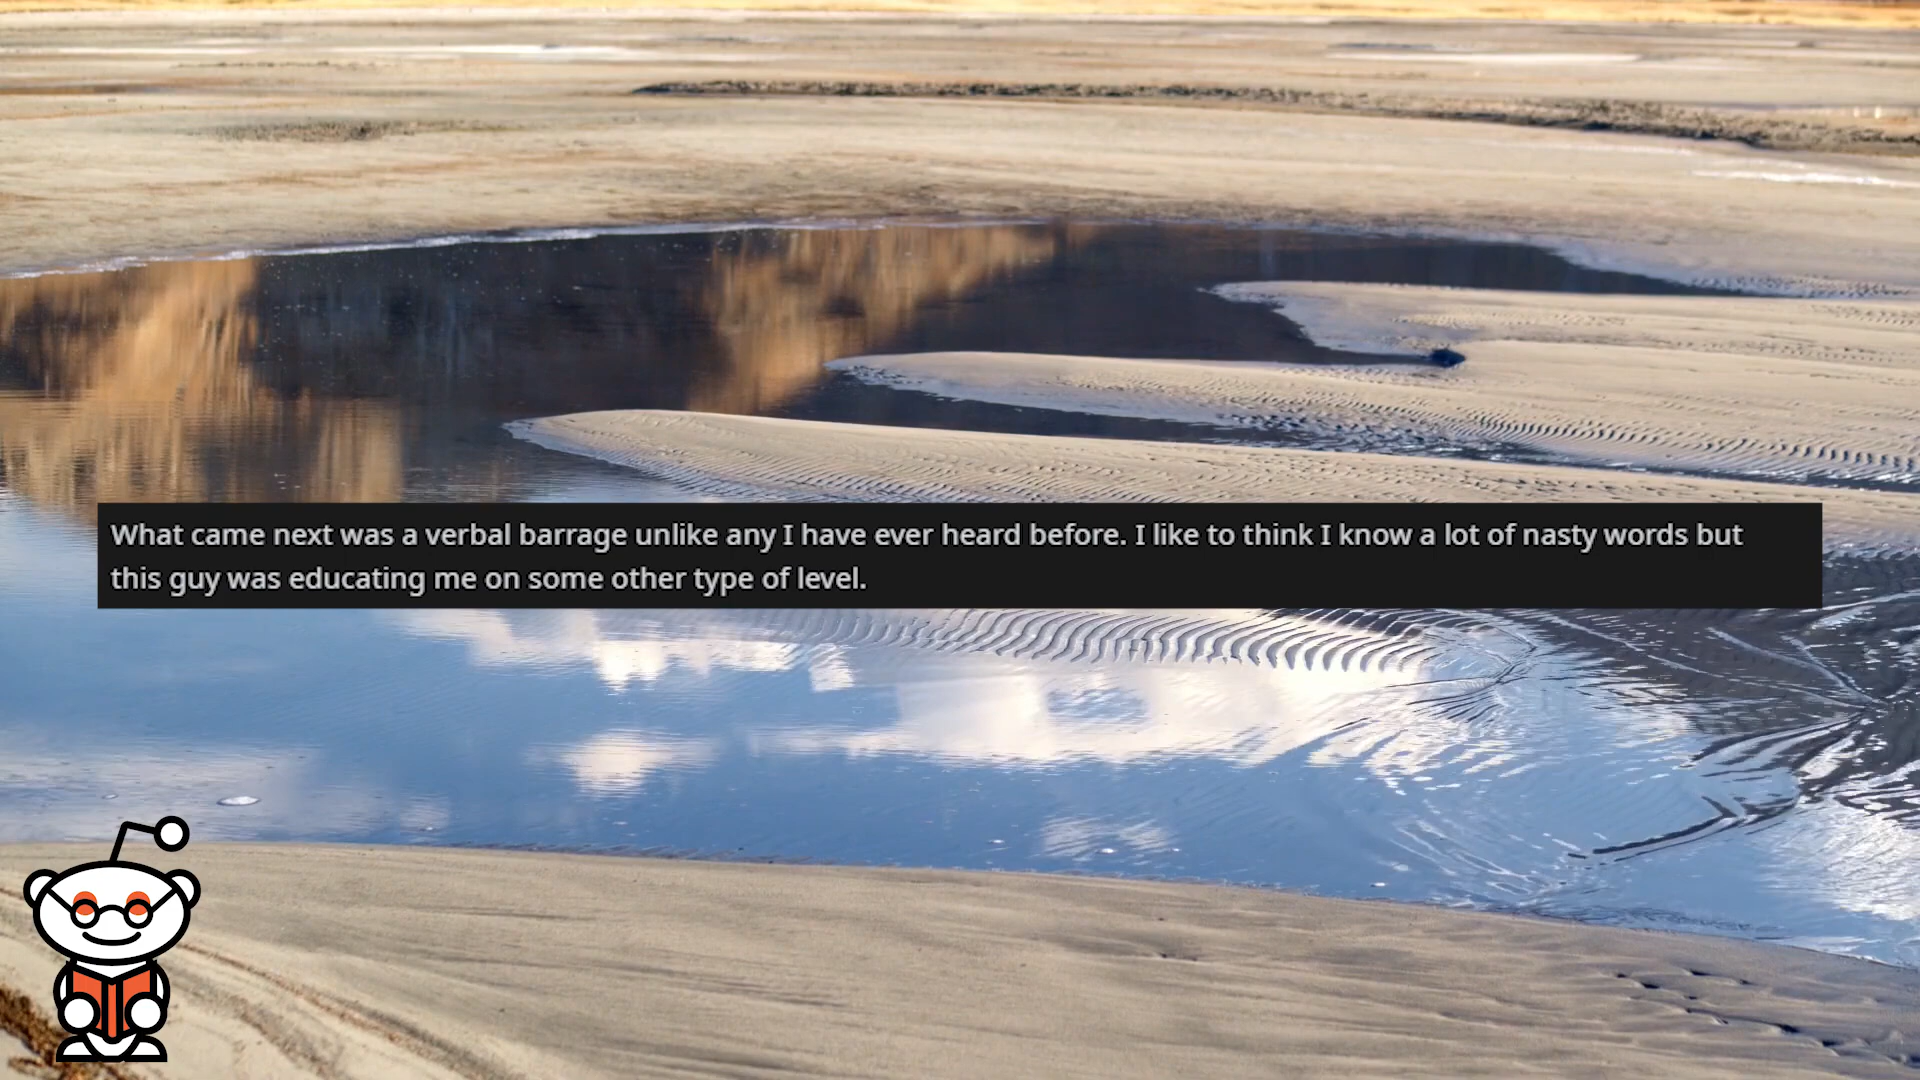 What came next was a verbal barrage unlike any I have ever heard before. I like to think I know a lot of nasty words but
this guy was educating me on some other type of level.